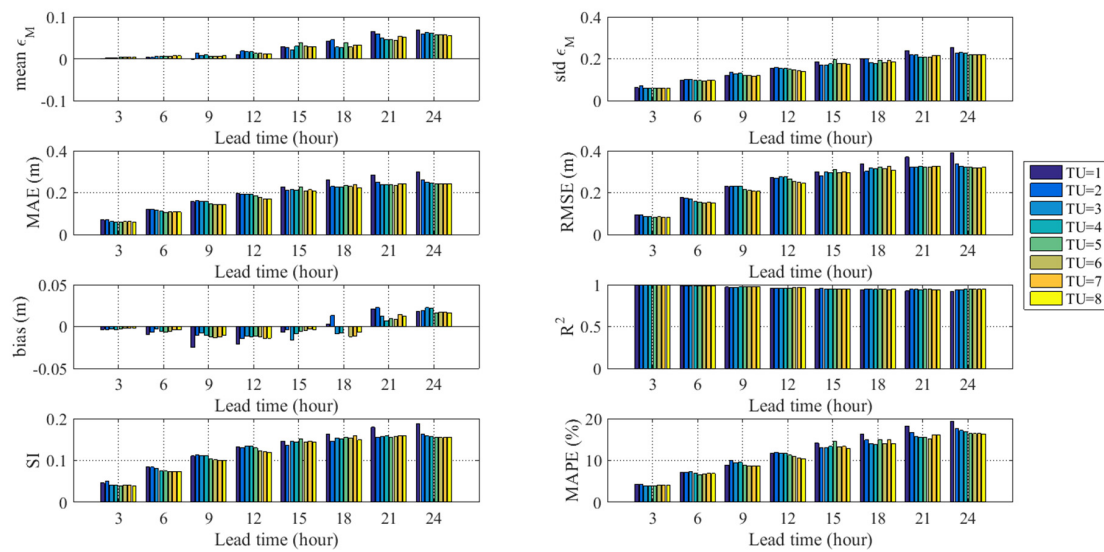 0.1
0
-0.1
mean ϵM
3 6 9 12 15 18 21 24
Lead time (hour)
0.4
0.2
0
std ϵM
3 6 9 12 15 18 21 24
Lead time (hour)
0.4
0.2
0
MAE (m)
3 6 9 12 15 18 21 24
Lead time (hour)
0.4
0.2
0
RMSE (m)
3 6 9 12 15 18 21 24
Lead time (hour)
0.05
0
-0.05
bias (m)
3 6 9 12 15 18 21 24
Lead time (hour)
1
0.5
0
R2
3 6 9 12 15 18 21 24
Lead time (hour)
0.2
0.1
0
SI
3 6 9 12 15 18 21 24
Lead time (hour)
20
10
0
MAPE (%)
3 6 9 12 15 18 21 24
Lead time (hour)
TU=1
TU=2
TU=3
TU=4
TU=5
TU=6
TU=7
TU=8